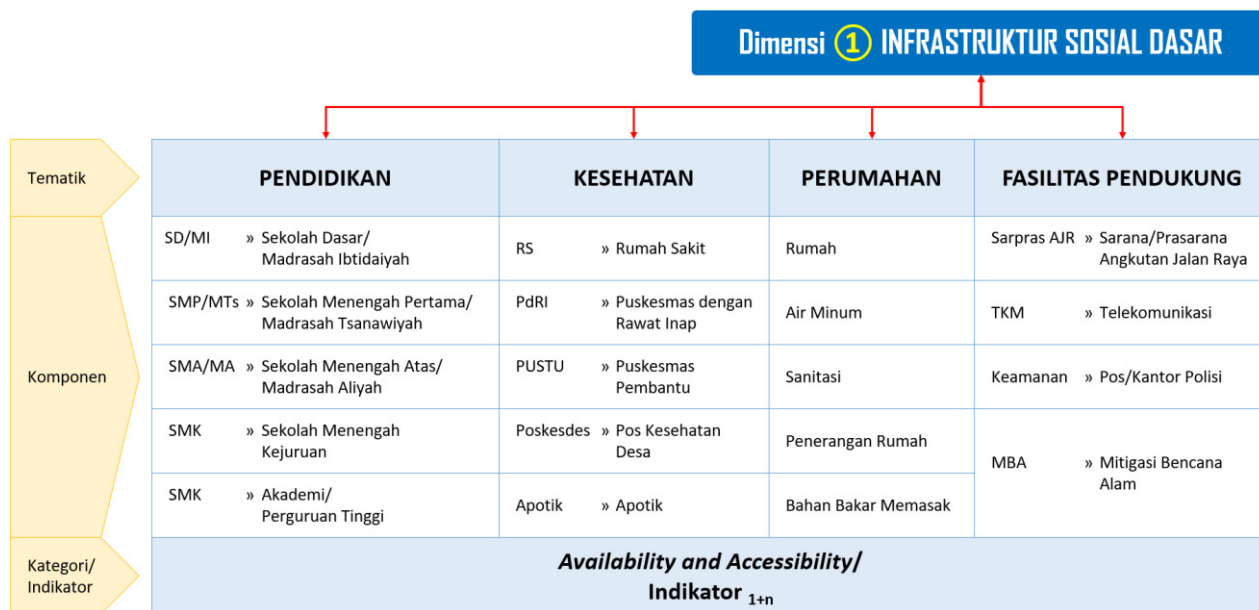 Dimensi 1 INFRASTRUKTUR SOSIAL DASAR
Tematik
PENDIDIKAN
KESEHATAN
PERUMAHAN
FASILITAS PENDUKUNG
Komponen
SD/MI » Sekolah Dasar/
Madrasah Ibtidaiyah
RS » Rumah Sakit
Rumah
Sarpras AJR » Sarana/Prasarana
Angkutan Jalan Raya
SMP/MTs » Sekolah Menengah Pertama/
Madrasah Tsanawiyah
PdRI » Puskesmas dengan
Rawat Inap
Air Minum
TKM » Telekomunikasi
SMA/MA » Sekolah Menengah Atas/
Madrasah Aliyah
PUSTU » Puskesmas
Pembantu
Sanitasi
Keamanan » Pos/Kantor Polisi
SMK » Sekolah Menengah
Kejuruan
Poskesdes » Pos Kesehatan
Desa
Penerangan Rumah
MBA » Mitigasi Bencana
Alam
SMK » Akademi/
Perguruan Tinggi
Apotik » Apotik
Bahan Bakar Memasak
Kategori/
Indikator
Availability and Accessibility/
Indikator 1+n